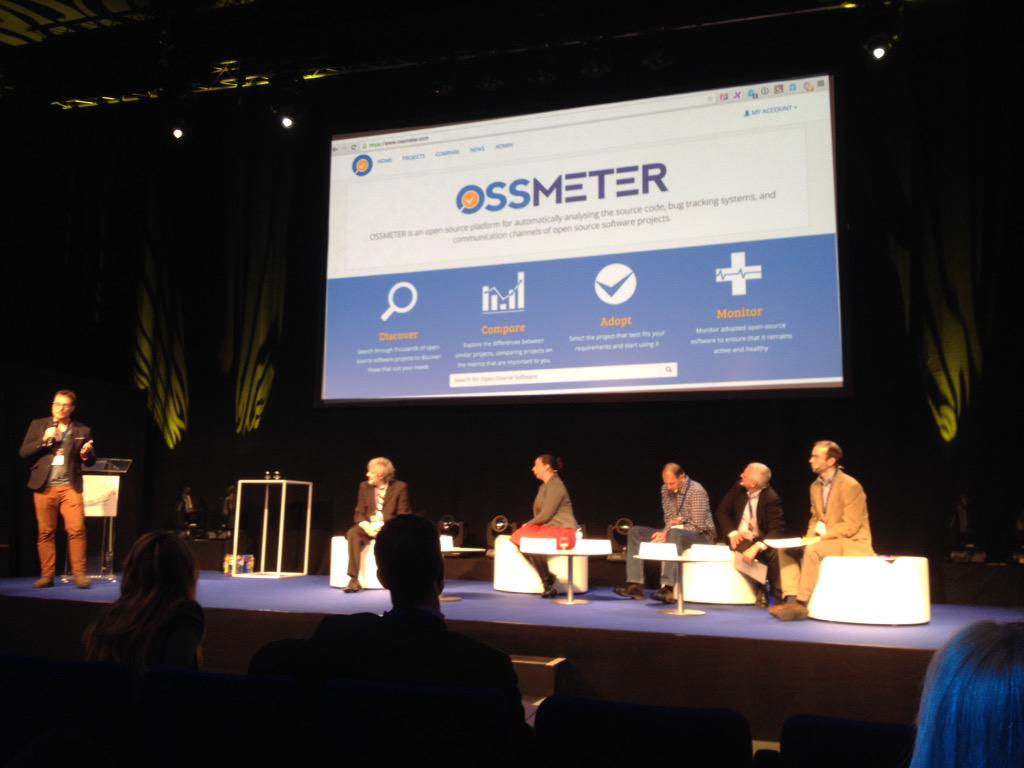 https://www.ossmeter.com
MY ACCOUNT
HOME PROJECTS COMPARE NEWS ADMIN
OSSMETER
OSSMETER is an open-source platform for automatically analysing the source code, bug tracking systems, and
communication channels of open source software projects.
Discover
Search through thousands of open-
source software projects to discover
those that suit your needs
Compare
Explore the differences between
similar projects, comparing projects on
the metrics that are important to you
Adopt
Select the project that best fits your
requirements and start using it
Monitor
Monitor adopted open-source
software to ensure that it remains
active and healthy
Search for Open-Source Software